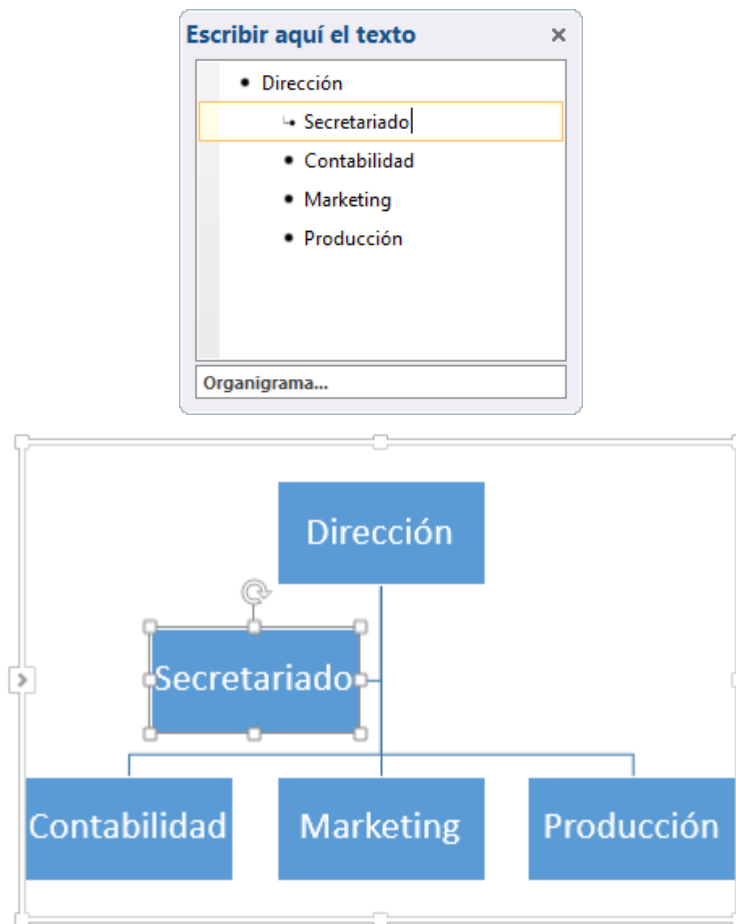 Escribir aquí el texto
Dirección
Secretariado
Contabilidad
Marketing
Producción
Organigrama...
Dirección
Secretariado
Contabilidad
Marketing
Producción